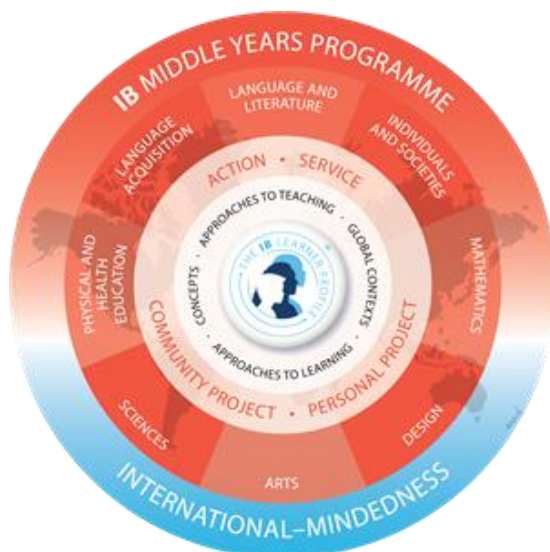 IB MIDDLE YEARS PROGRAMME
LANGUAGE AND
LITERATURE
INDIVIDUALS
AND SOCIETIES
MATHEMATICS
DESIGN
ARTS
SCIENCES
PHYSICAL AND
HEALTH
EDUCATION
LANGUAGE
ACQUISITION
ACTION • SERVICE
COMMUNITY PROJECT • PERSONAL PROJECT
APPROACHES TO TEACHING • GLOBAL CONTEXTS
CONCEPTS • APPROACHES TO LEARNING
• THE IB LEARNER PROFILE •
INTERNATIONAL–MINDEDNESS